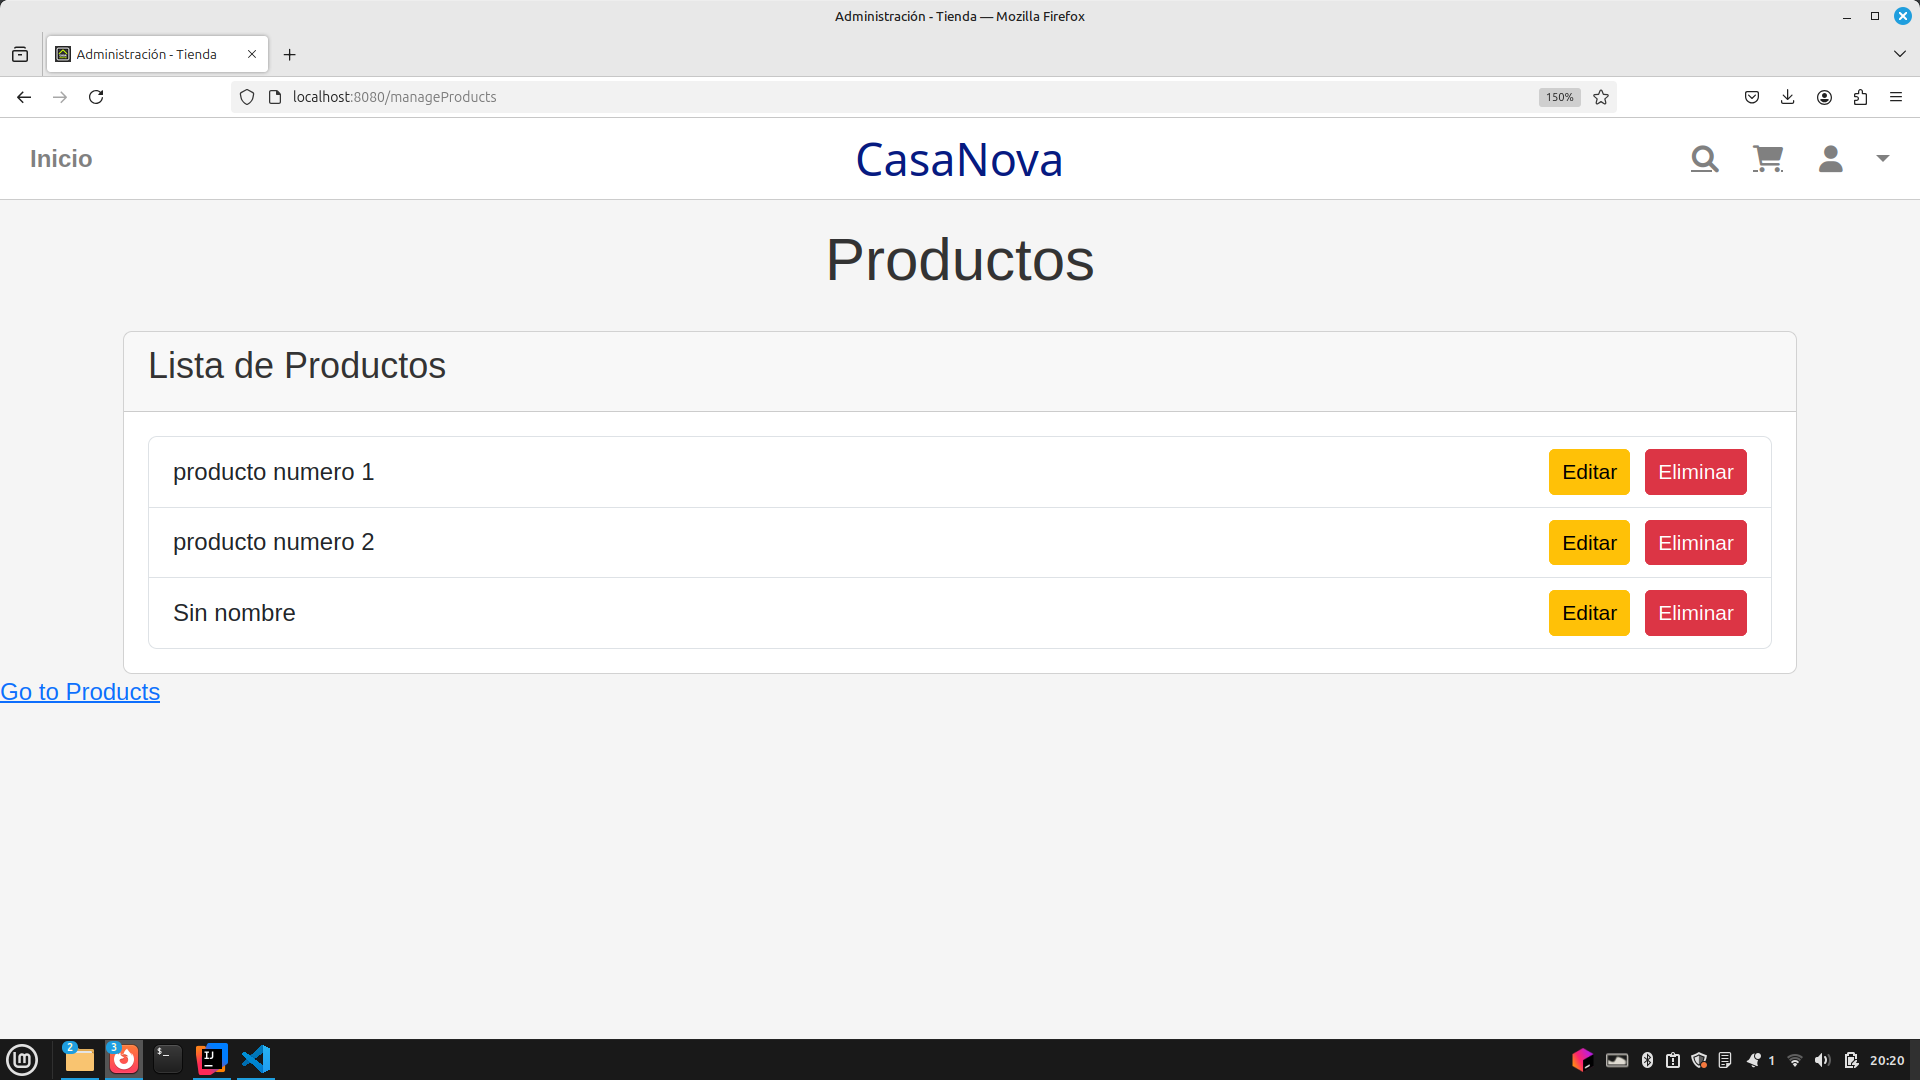 Administración - Tienda — Mozilla Firefox
Administración - Tienda
localhost:8080/manageProducts
150%
Inicio
CasaNova
Productos
Lista de Productos
producto numero 1 Editar Eliminar
producto numero 2 Editar Eliminar
Sin nombre Editar Eliminar
Go to Products
2 3 $_ IJ 1 20:20